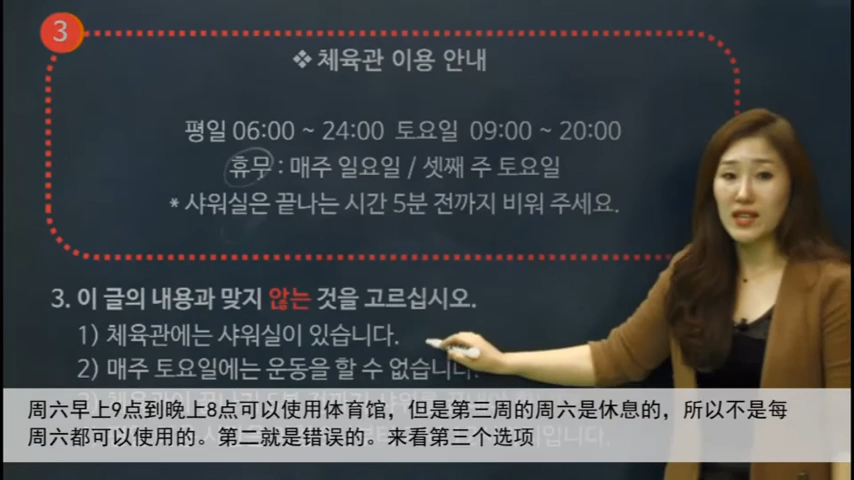 3
❖ 체육관 이용 안내
평일 06:00 ~ 24:00 토요일 09:00 ~ 20:00
휴무 : 매주 일요일 / 셋째 주 토요일
* 샤워실은 끝나는 시간 5분 전까지 비워 주세요.
3. 이 글의 내용과 맞지 않는 것을 고르십시오.
1) 체육관에는 샤워실이 있습니다.
2) 매주 토요일에는 운동을 할 수 없습니다.
周六早上9点到晚上8点可以使用体育馆，但是第三周的周六是休息的，所以不是每
周六都可以使用的。第二就是错误的。来看第三个选项